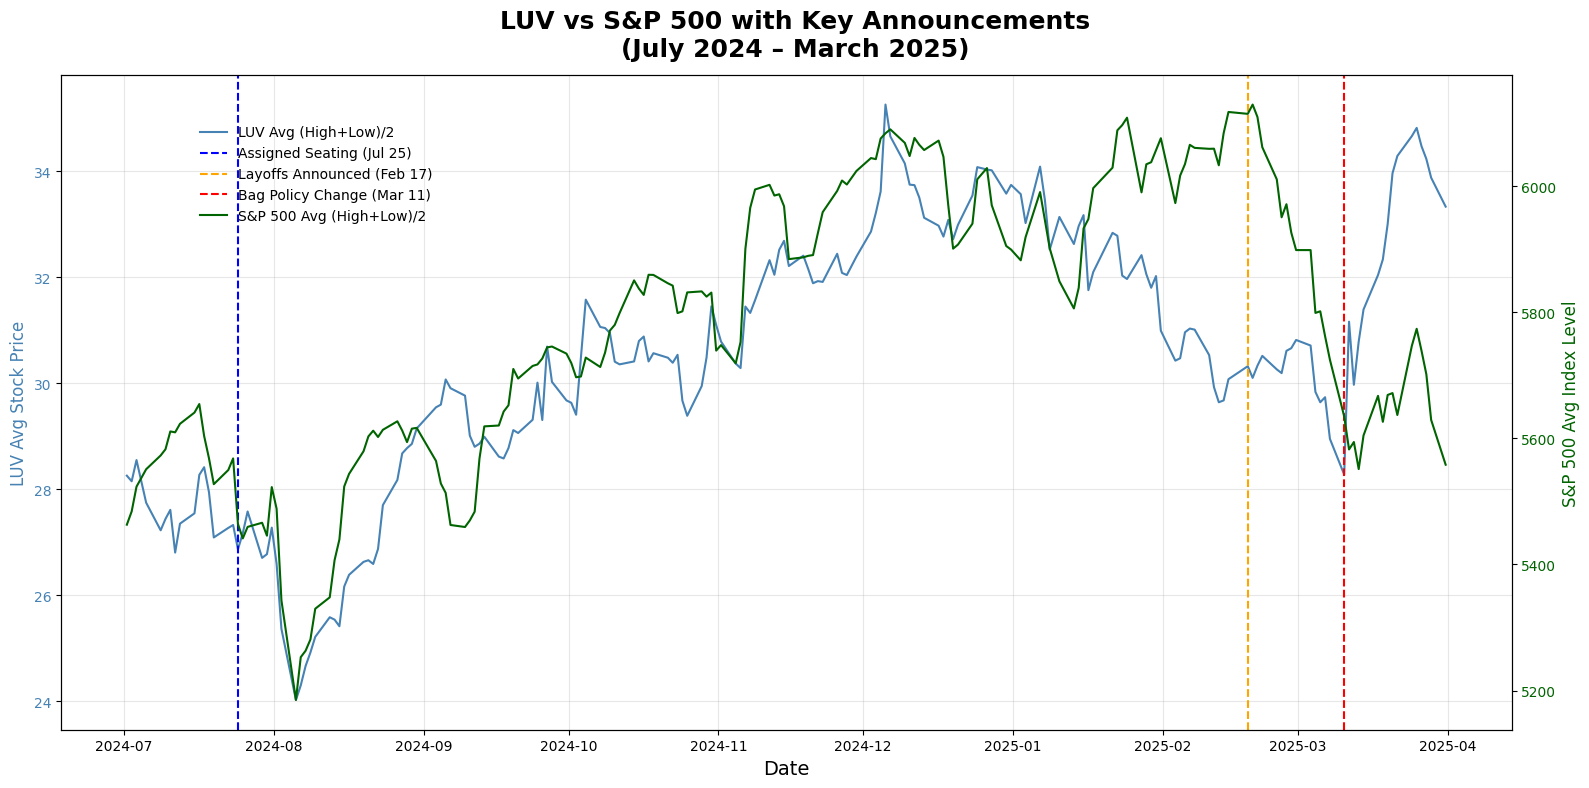 LUV vs S&P 500 with Key Announcements
(July 2024 – March 2025)
LUV Avg (High+Low)/2
Assigned Seating (Jul 25)
Layoffs Announced (Feb 17)
Bag Policy Change (Mar 11)
S&P 500 Avg (High+Low)/2
LUV Avg Stock Price
34
32
30
28
26
24
S&P 500 Avg Index Level
6000
5800
5600
5400
5200
2024-07
2024-08
2024-09
2024-10
2024-11
2024-12
2025-01
2025-02
2025-03
2025-04
Date